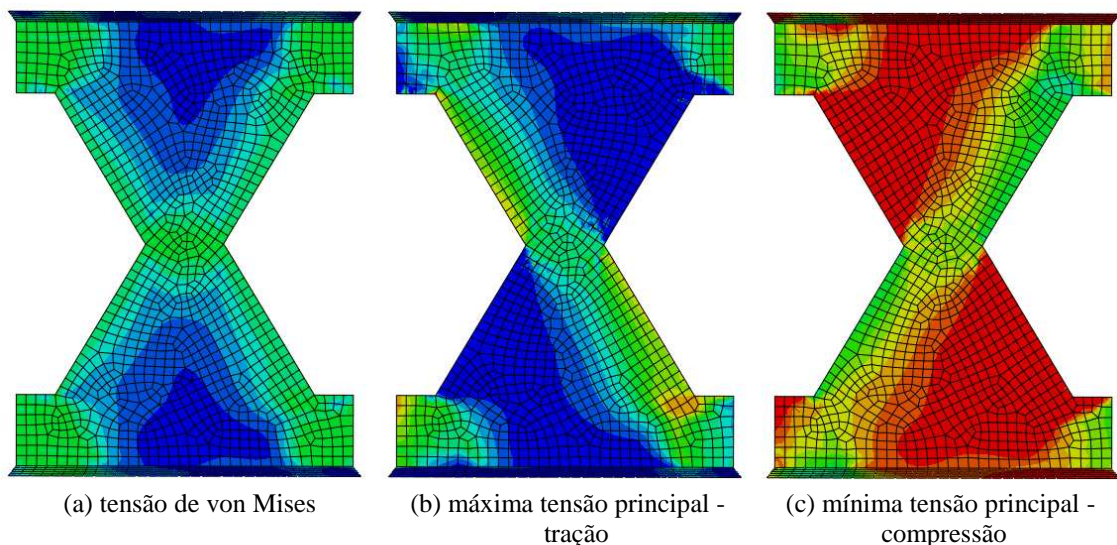 (a) tensão de von Mises
(b) máxima tensão principal -
tração
(c) mínima tensão principal -
compressão